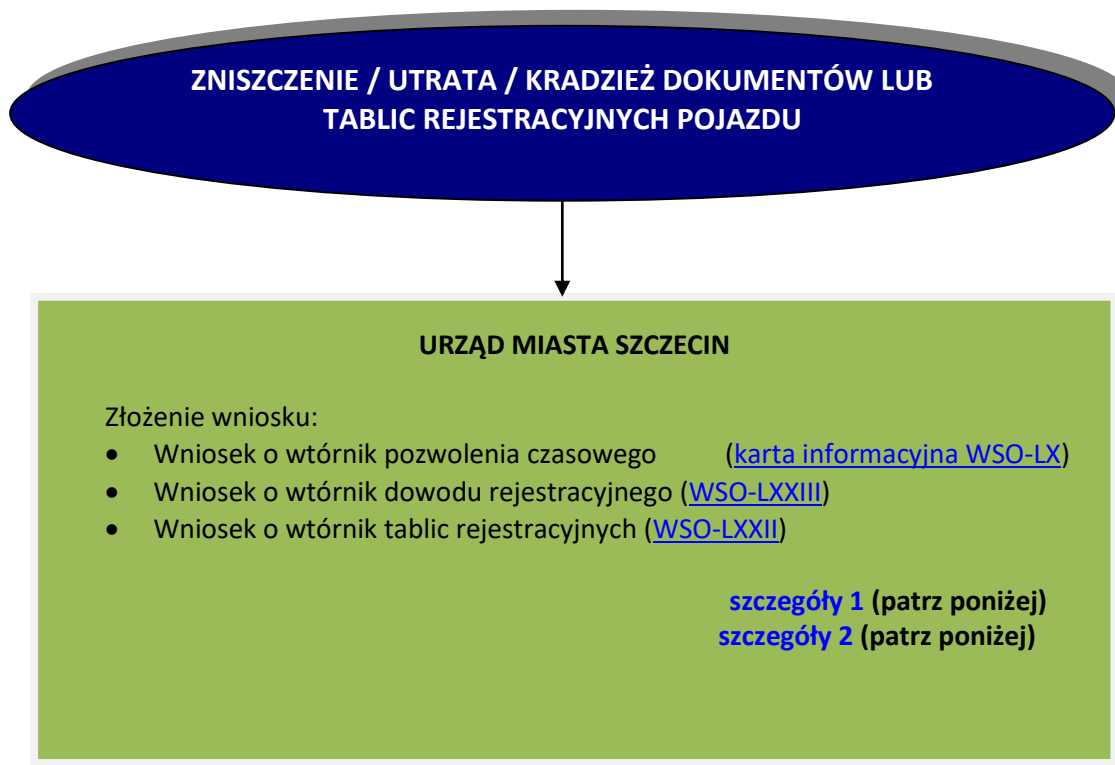 ZNISZCZENIE / UTRATA / KRADZIEŻ DOKUMENTÓW LUB
TABLIC REJESTRACYJNYCH POJAZDU
URZĄD MIASTA SZCZECIN
Złożenie wniosku:
• Wniosek o wtórnik pozwolenia czasowego (karta informacyjna WSO-LX)
• Wniosek o wtórnik dowodu rejestracyjnego (WSO-LXXIII)
• Wniosek o wtórnik tablic rejestracyjnych (WSO-LXXII)
szczegóły 1 (patrz poniżej)
szczegóły 2 (patrz poniżej)